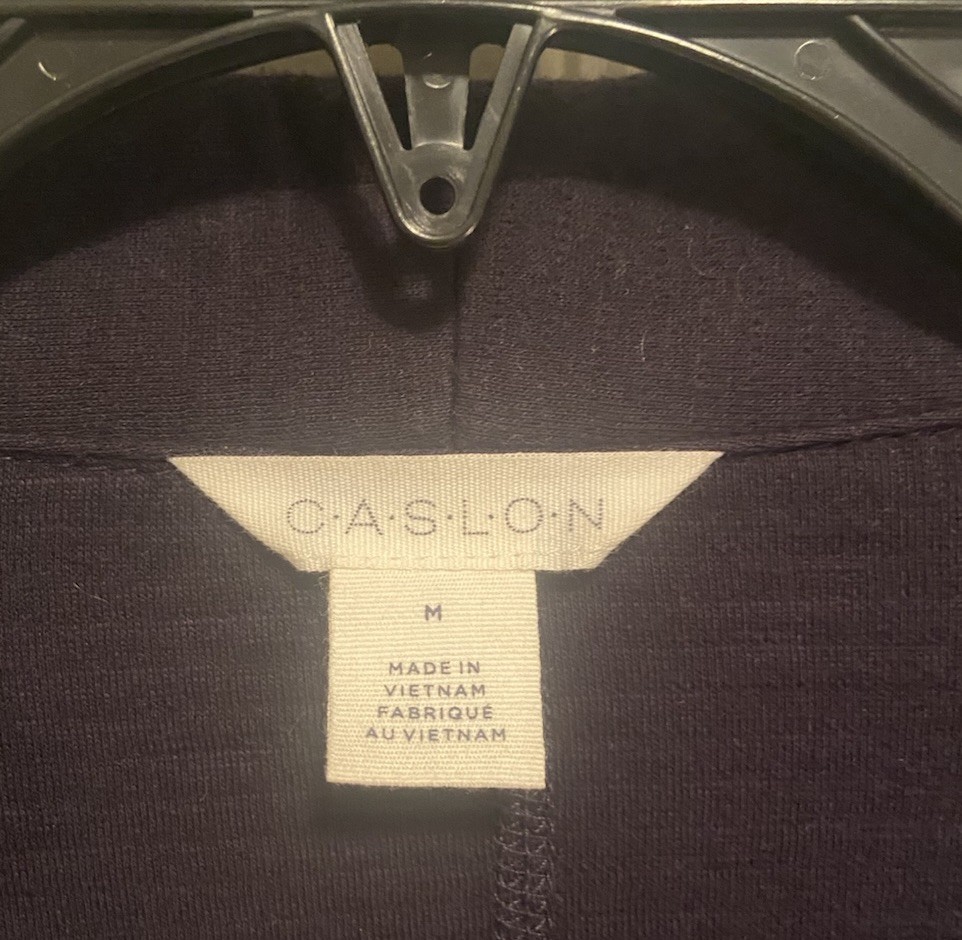 C·A·S·L·O·N
M
MADE IN
VIETNAM
FABRIQUÉ
AU VIETNAM